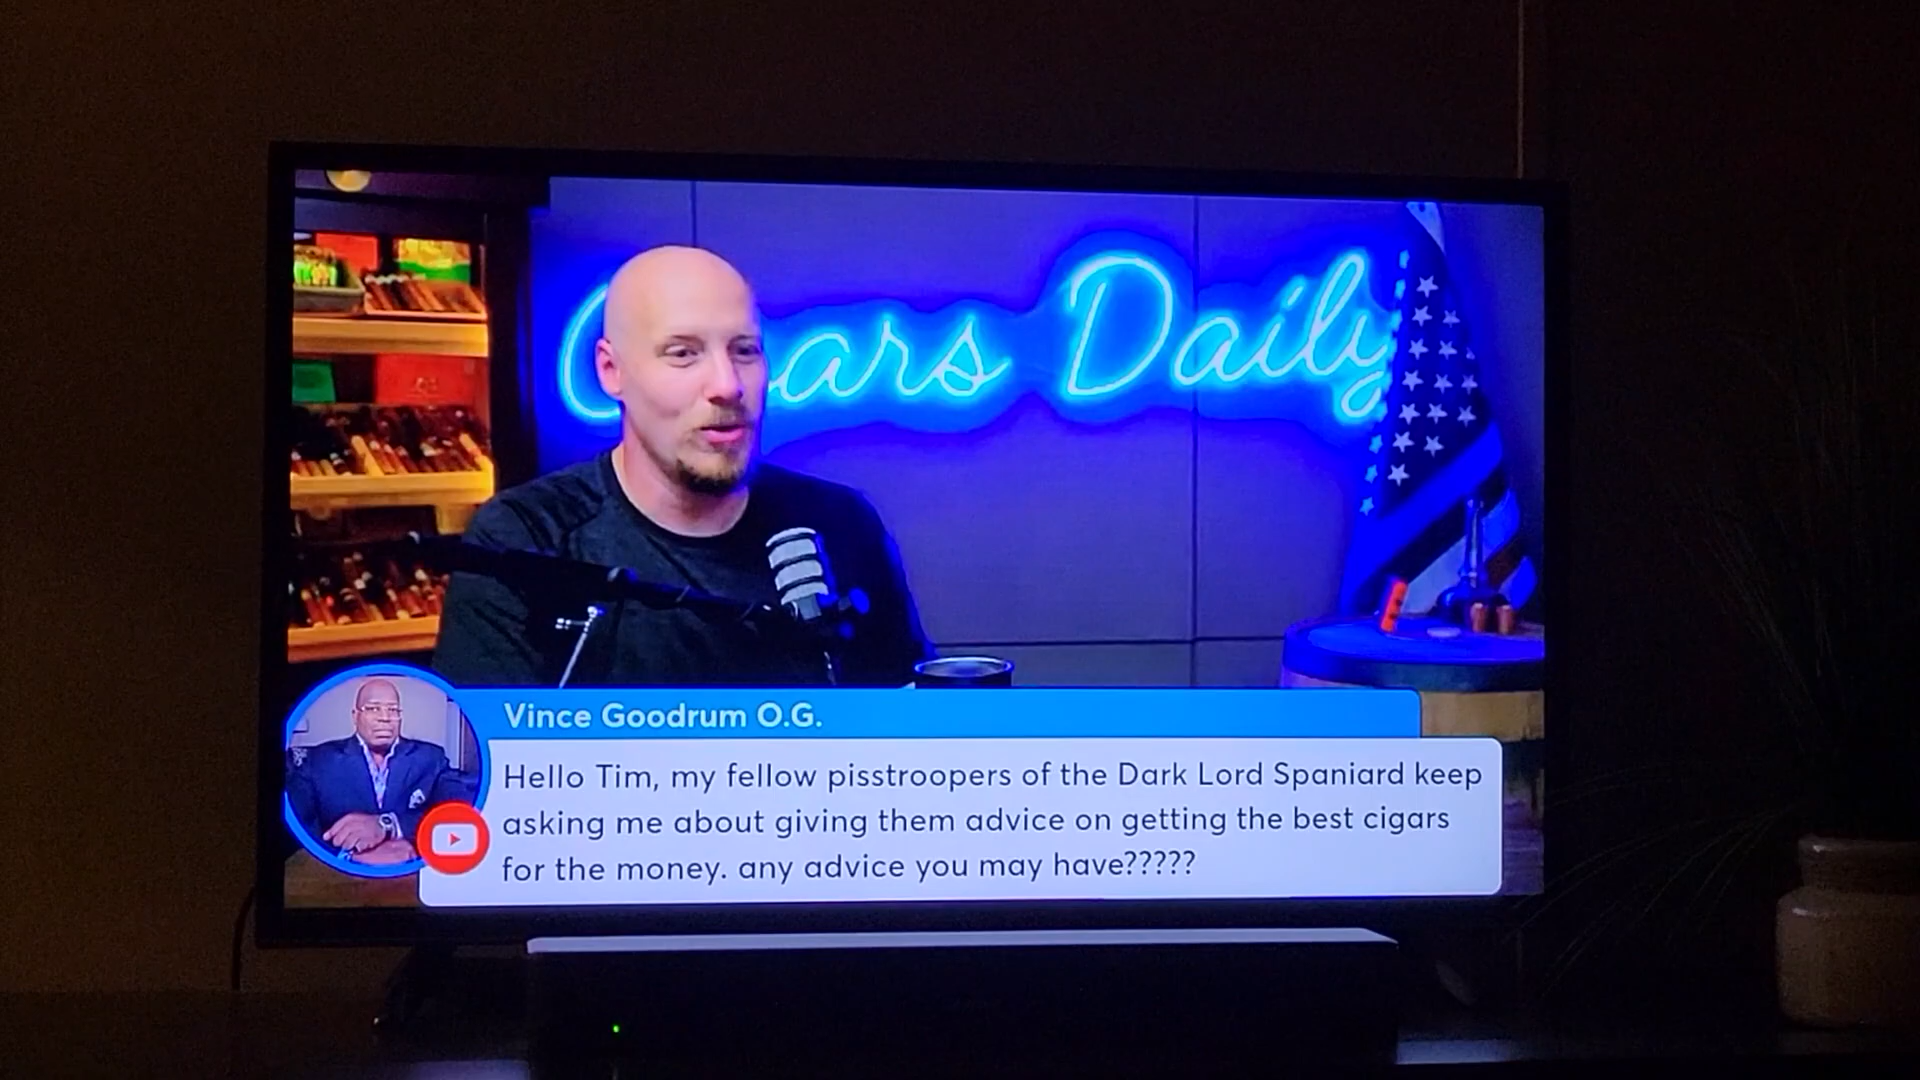 ars Daily
Vince Goodrum O.G.
Hello Tim, my fellow pisstroopers of the Dark Lord Spaniard keep
asking me about giving them advice on getting the best cigars
for the money. any advice you may have?????